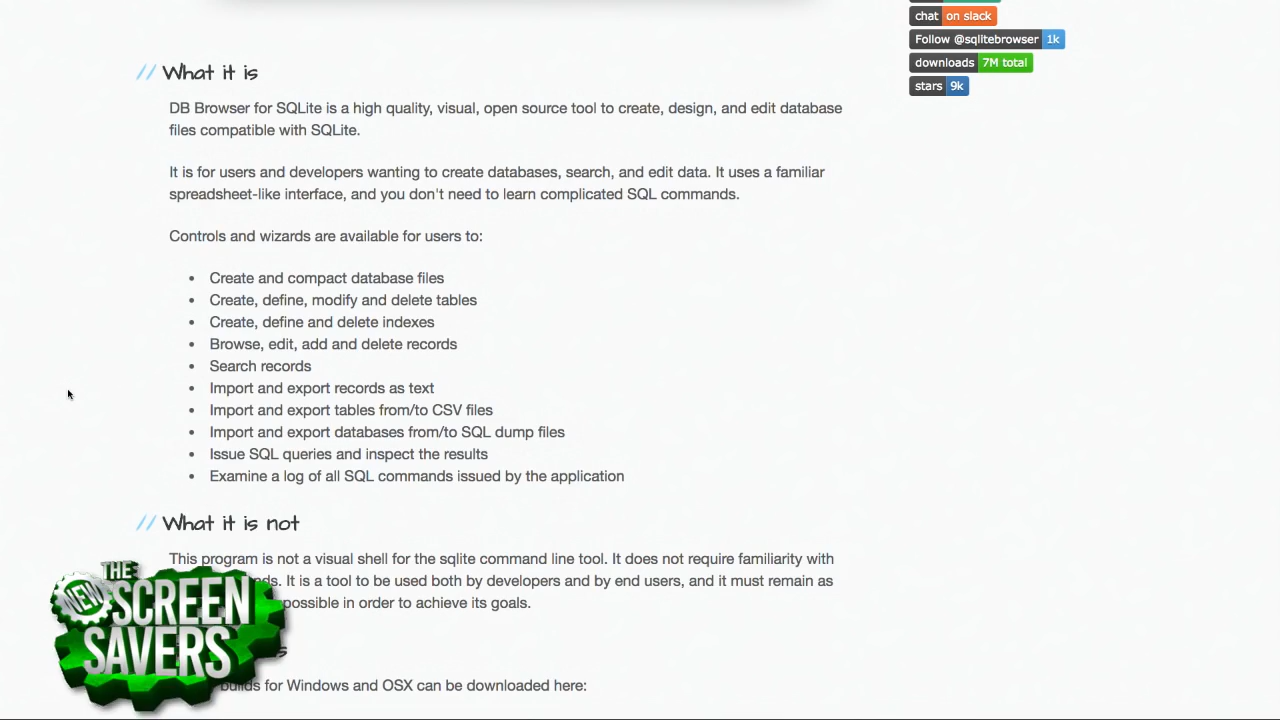 chat on slack
Follow @sqlitebrowser 1k
downloads 7M total
stars 9k
// What it is
DB Browser for SQLite is a high quality, visual, open source tool to create, design, and edit database
files compatible with SQLite.
It is for users and developers wanting to create databases, search, and edit data. It uses a familiar
spreadsheet-like interface, and you don't need to learn complicated SQL commands.
Controls and wizards are available for users to:
• Create and compact database files
• Create, define, modify and delete tables
• Create, define and delete indexes
• Browse, edit, add and delete records
• Search records
• Import and export records as text
• Import and export tables from/to CSV files
• Import and export databases from/to SQL dump files
• Issue SQL queries and inspect the results
• Examine a log of all SQL commands issued by the application
// What it is not
This program is not a visual shell for the sqlite command line tool. It does not require familiarity with
It is a tool to be used both by developers and by end users, and it must remain as
possible in order to achieve its goals.
builds for Windows and OSX can be downloaded here:
THE
NEW SCREEN
SAVERS